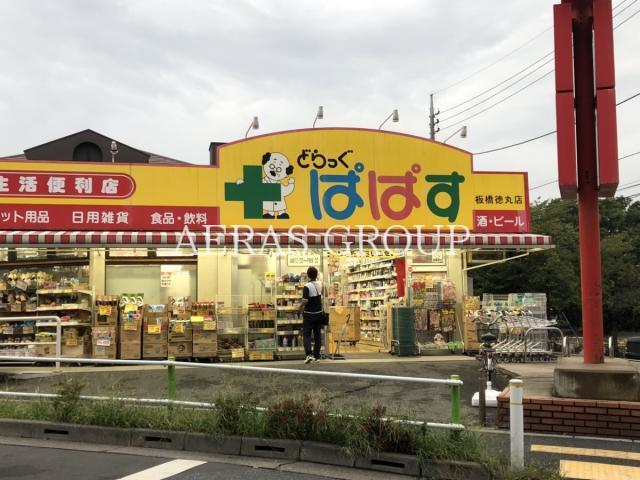 どらっぐ
ぱぱす
板橋徳丸店
生活便利店
ット用品
日用雑貨
食品・飲料
酒・ビール
AERAS GROUP